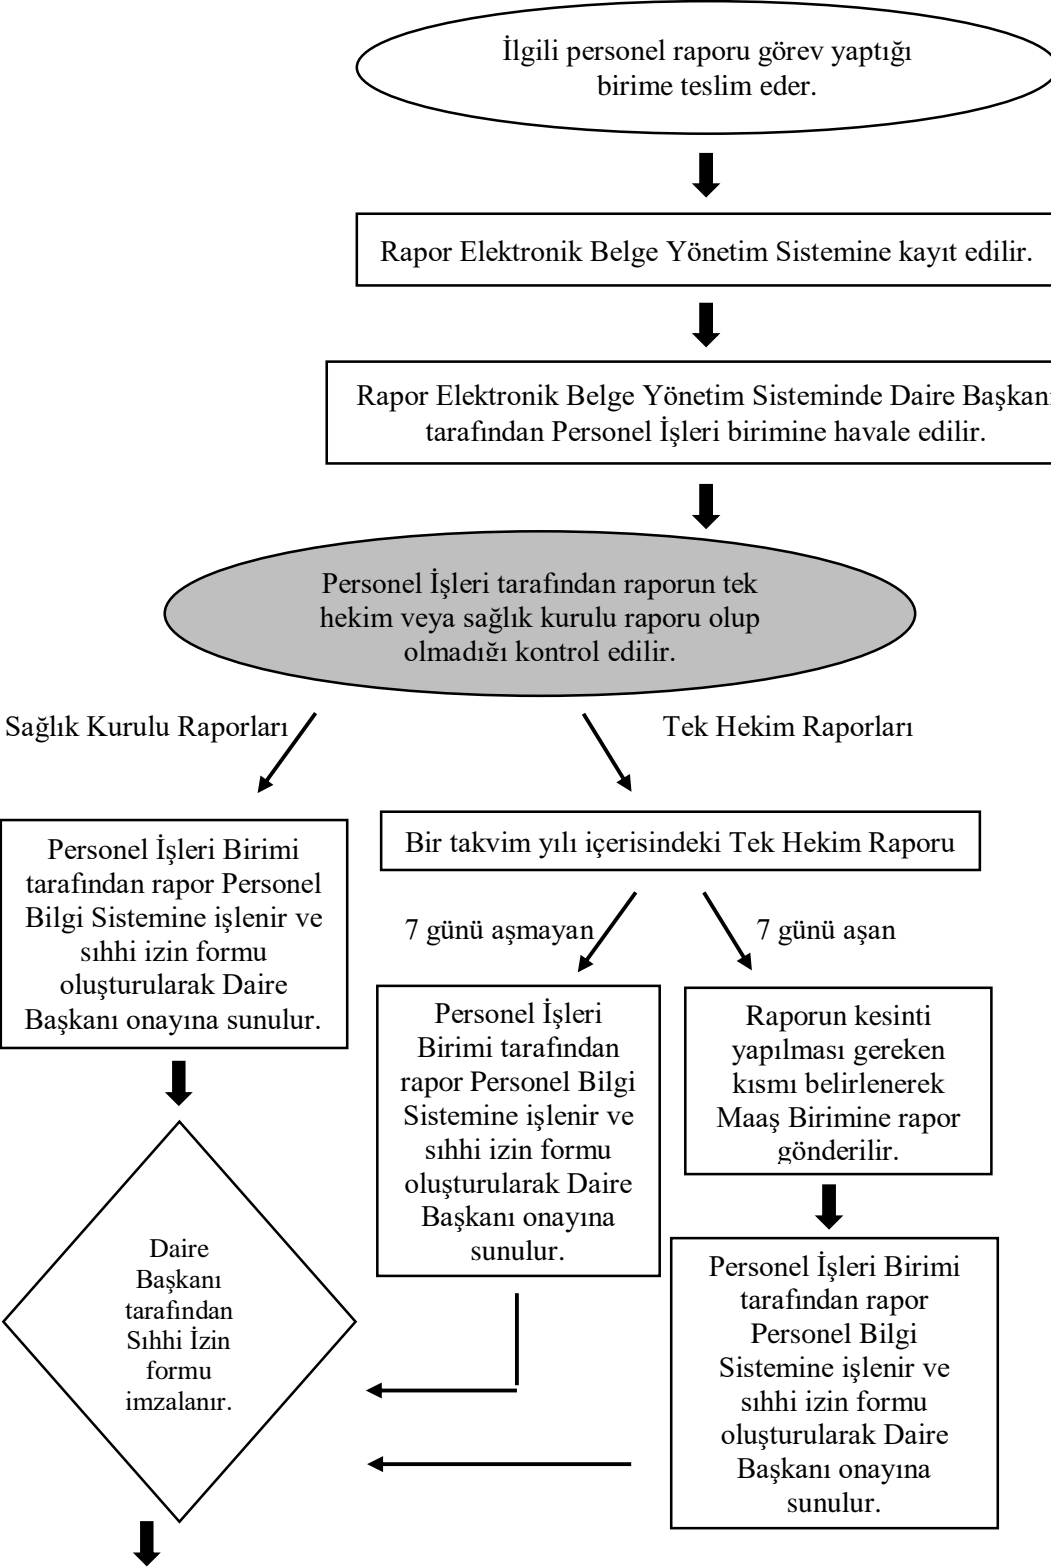 İlgili personel raporu görev yaptığı
birime teslim eder.
Rapor Elektronik Belge Yönetim Sistemine kayıt edilir.
Rapor Elektronik Belge Yönetim Sisteminde Daire Başkanı
tarafından Personel İşleri birimine havale edilir.
Personel İşleri tarafından raporun tek
hekim veya sağlık kurulu raporu olup
olmadığı kontrol edilir.
Sağlık Kurulu Raporları
Tek Hekim Raporları
Personel İşleri Birimi
tarafından rapor Personel
Bilgi Sistemine işlenir ve
sıhhi izin formu
oluşturularak Daire
Başkanı onayına sunulur.
Bir takvim yılı içerisindeki Tek Hekim Raporu
7 günü aşmayan
7 günü aşan
Personel İşleri
Birimi tarafından
rapor Personel Bilgi
Sistemine işlenir ve
sıhhi izin formu
oluşturularak Daire
Başkanı onayına
sunulur.
Raporun kesinti
yapılması gereken
kısmı belirlenerek
Maaş Birimine rapor
gönderilir.
Daire
Başkanı
tarafından
Sıhhi İzin
formu
imzalanır.
Personel İşleri Birimi
tarafından rapor
Personel Bilgi
Sistemine işlenir ve
sıhhi izin formu
oluşturularak Daire
Başkanı onayına
sunulur.